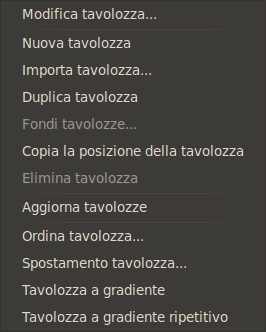 Modifica tavolozza...
Nuova tavolozza
Importa tavolozza...
Duplica tavolozza
Fondi tavolozze...
Copia la posizione della tavolozza
Elimina tavolozza
Aggiorna tavolozze
Ordina tavolozza...
Spostamento tavolozza...
Tavolozza a gradiente
Tavolozza a gradiente ripetitivo